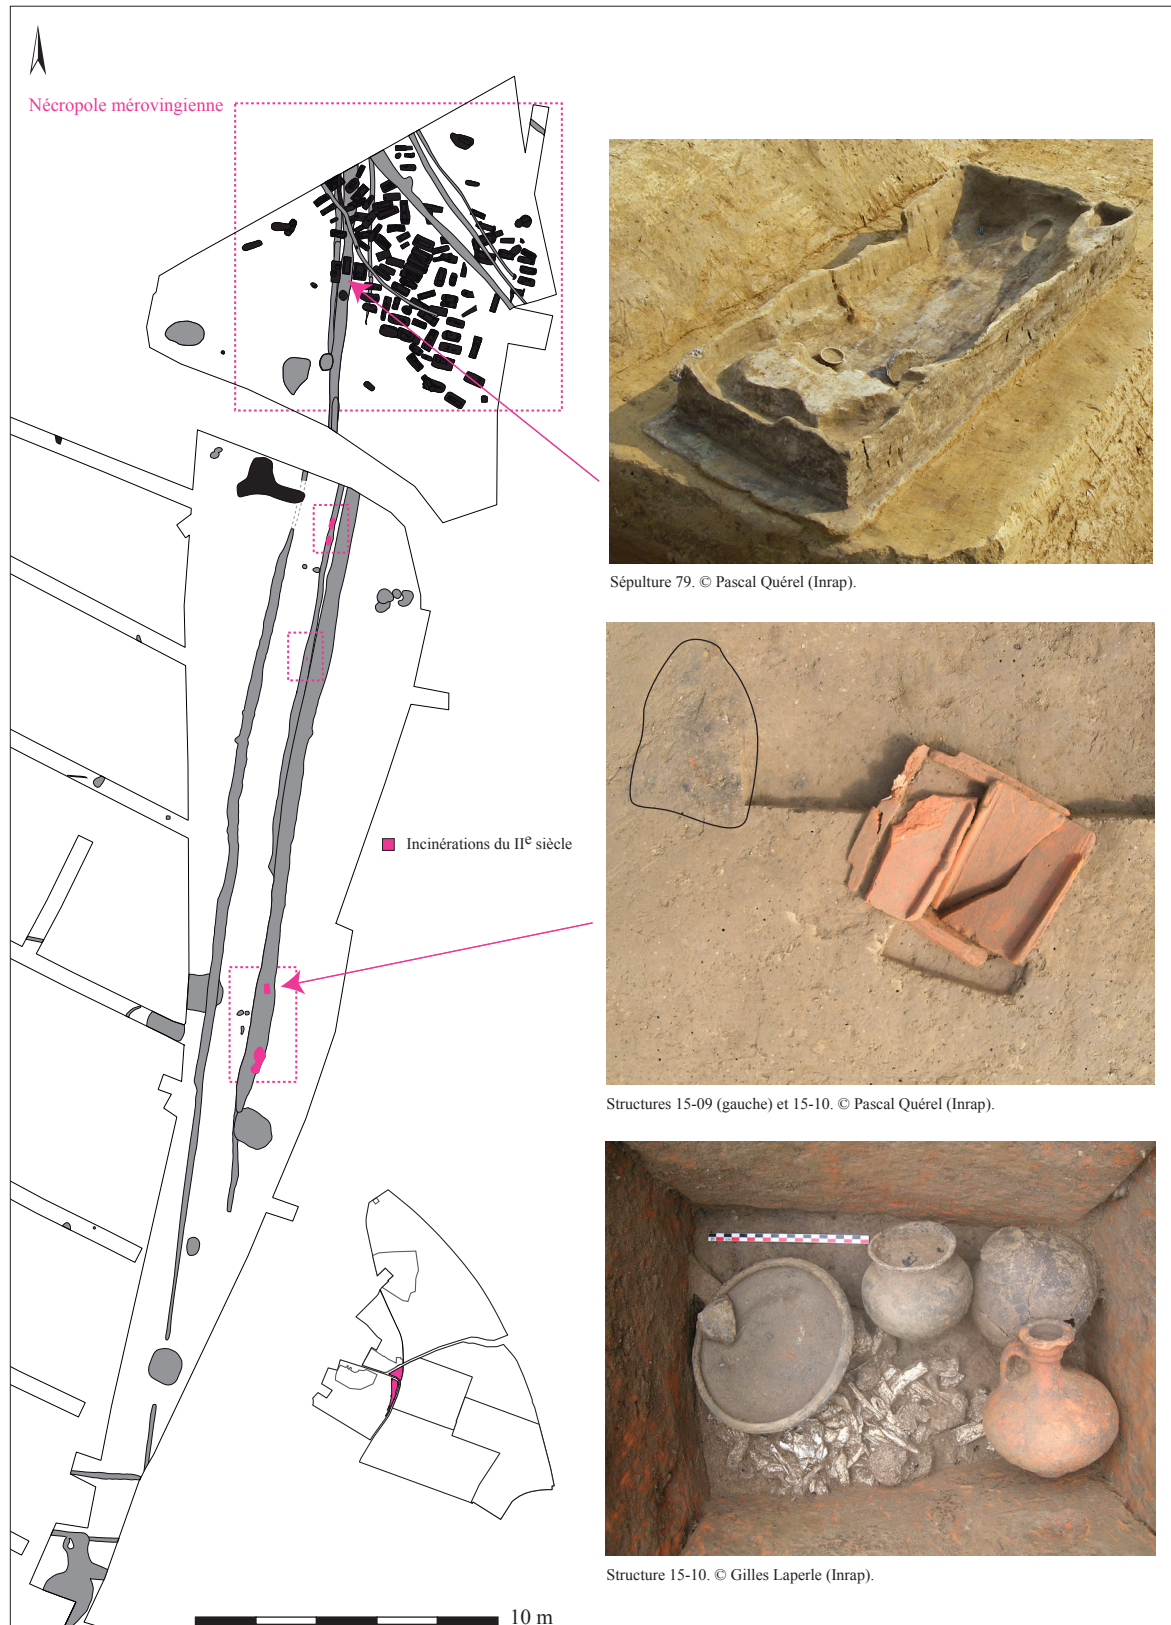 Nécropole mérovingienne
Sépulture 79. © Pascal Quérel (Inrap).
Incinérations du IIe siècle
Structures 15-09 (gauche) et 15-10. © Pascal Quérel (Inrap).
Structure 15-10. © Gilles Laperle (Inrap).
10 m